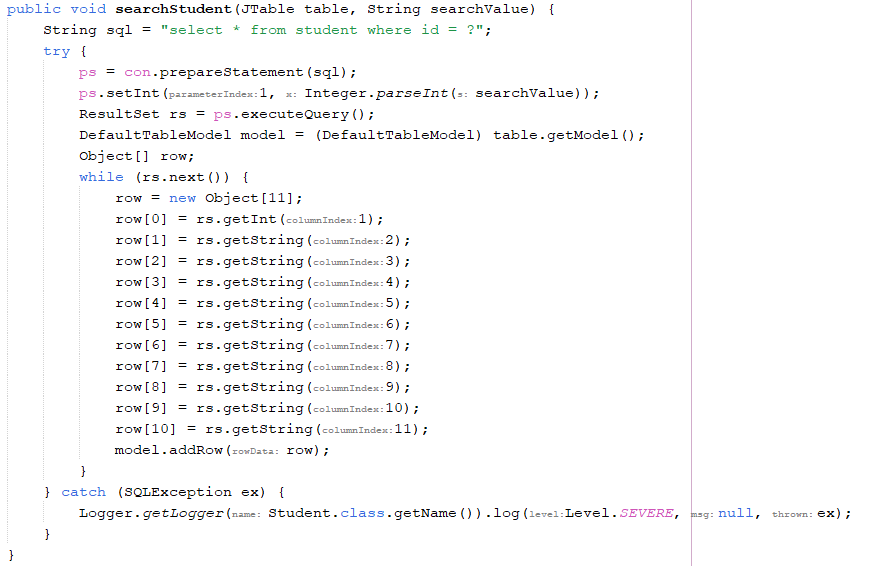 public void searchStudent(JTable table, String searchValue) {
    String sql = "select * from student where id = ?";
    try {
        ps = con.prepareStatement(sql);
        ps.setInt(parameterIndex:1, x: Integer.parseInt(s: searchValue));
        ResultSet rs = ps.executeQuery();
        DefaultTableModel model = (DefaultTableModel) table.getModel();
        Object[] row;
        while (rs.next()) {
            row = new Object[11];
            row[0] = rs.getInt(columnIndex:1);
            row[1] = rs.getString(columnIndex:2);
            row[2] = rs.getString(columnIndex:3);
            row[3] = rs.getString(columnIndex:4);
            row[4] = rs.getString(columnIndex:5);
            row[5] = rs.getString(columnIndex:6);
            row[6] = rs.getString(columnIndex:7);
            row[7] = rs.getString(columnIndex:8);
            row[8] = rs.getString(columnIndex:9);
            row[9] = rs.getString(columnIndex:10);
            row[10] = rs.getString(columnIndex:11);
            model.addRow(rowData: row);
        }
    } catch (SQLException ex) {
        Logger.getLogger(name: Student.class.getName()).log(level:Level.SEVERE, msg: null, thrown: ex);
    }
}